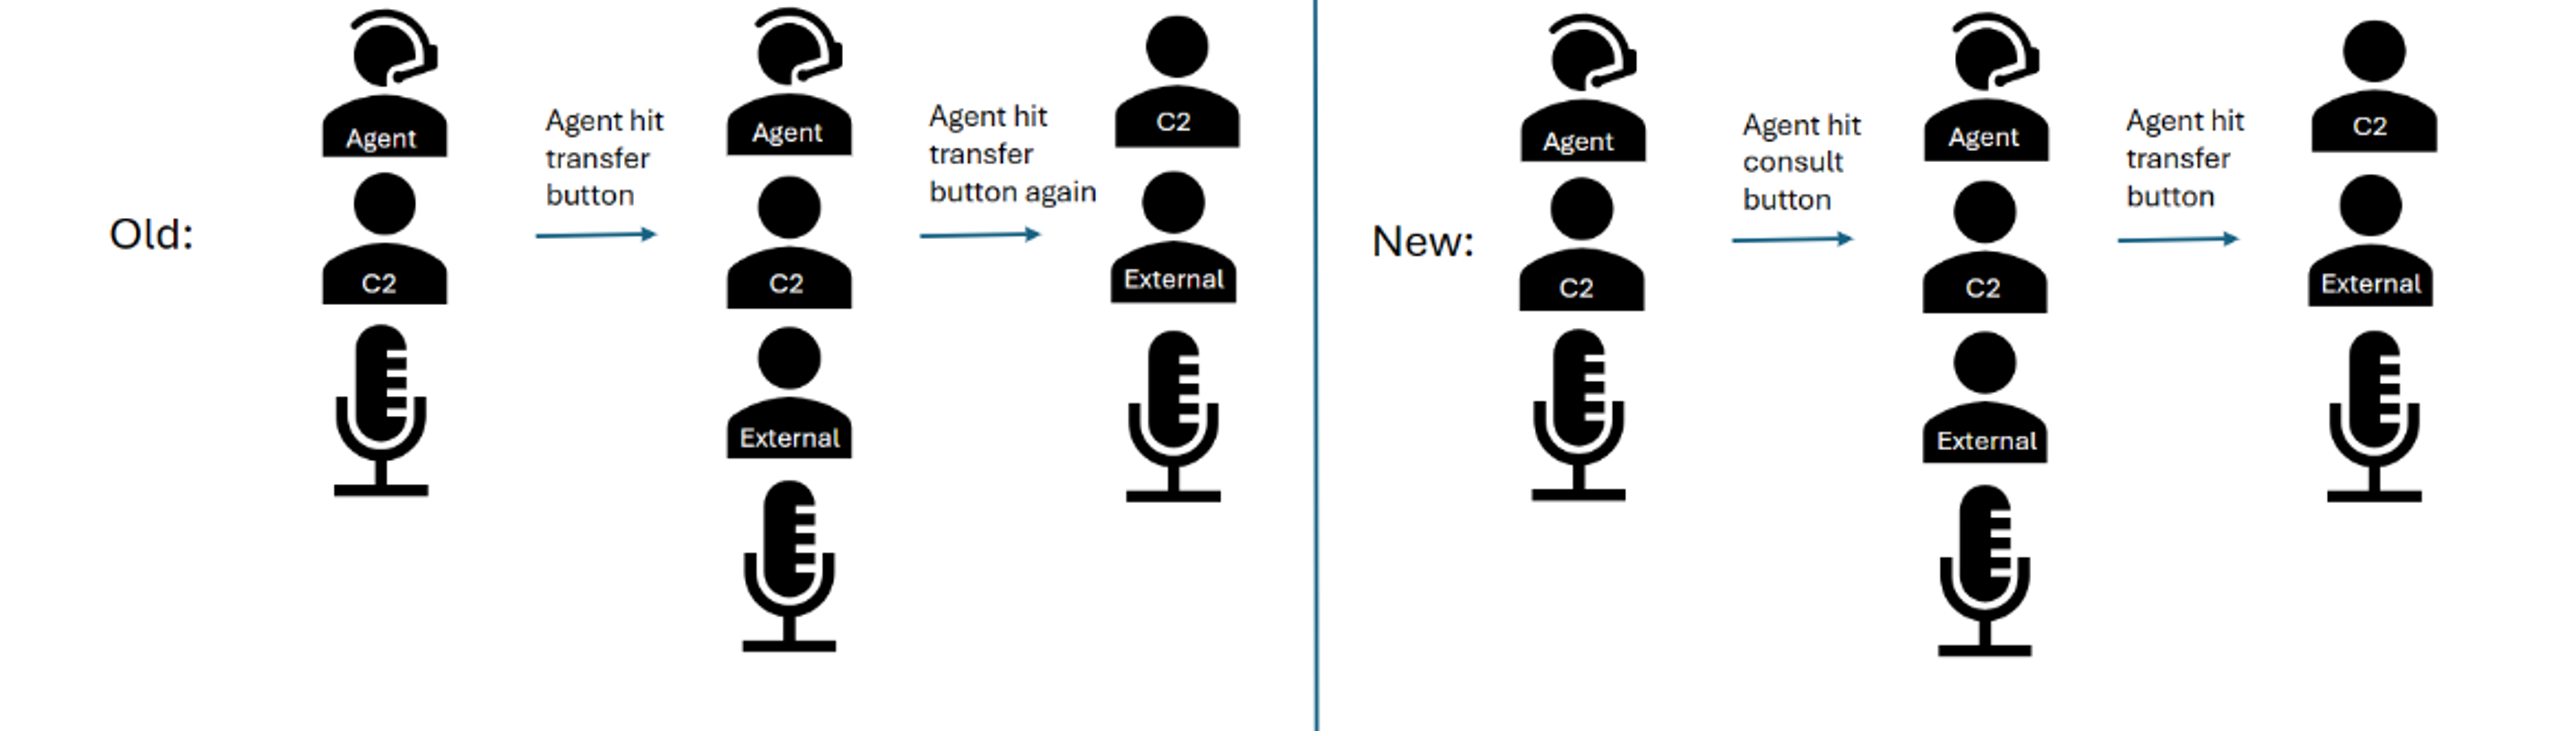 Old:
Agent
C2
Agent hit
transfer
button
Agent
C2
External
Agent hit
transfer
button again
C2
External
New:
Agent
C2
Agent hit
consult
button
Agent
C2
External
Agent hit
transfer
button
C2
External